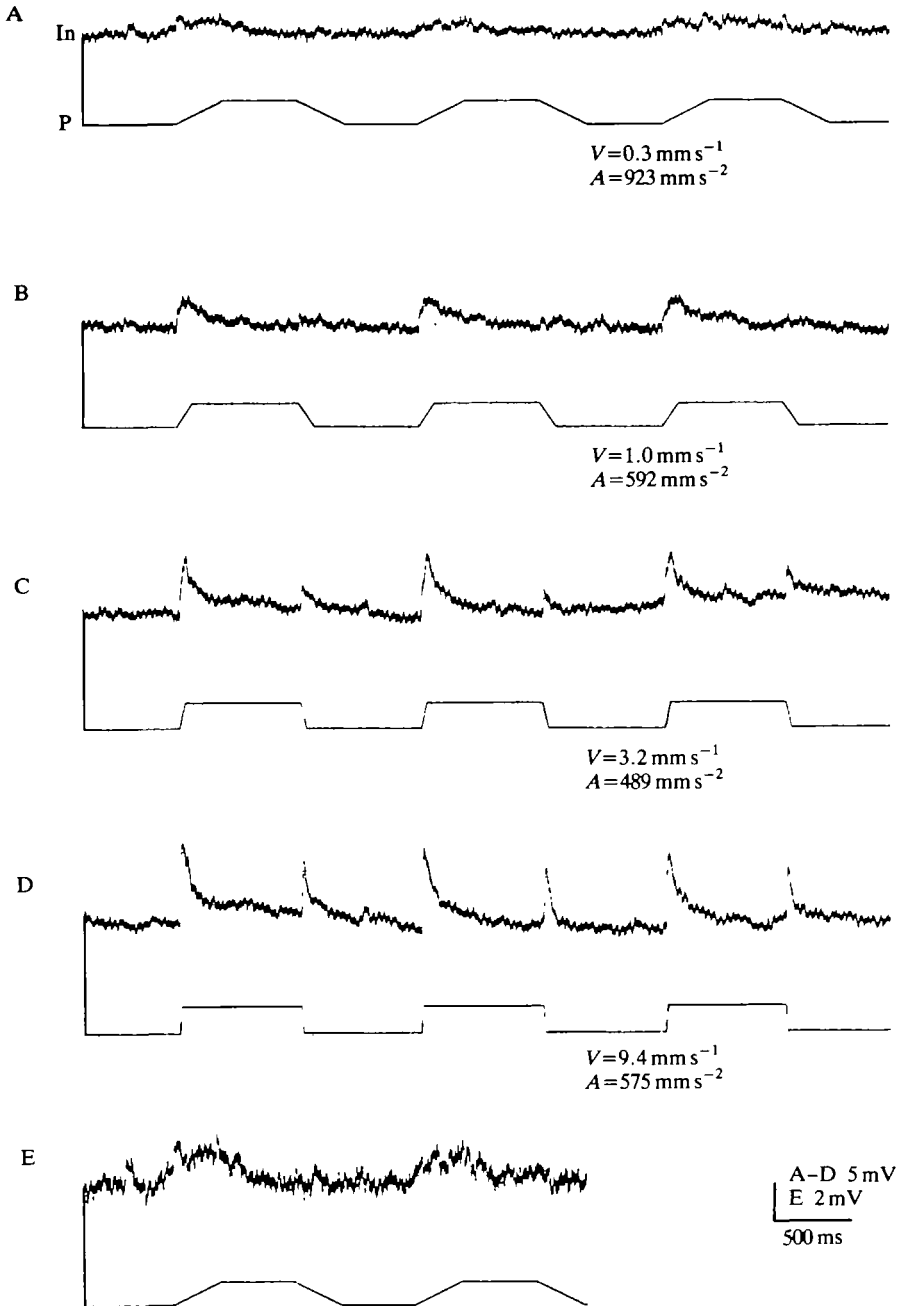 A
In
P
V=0.3 mm s⁻¹
A=923 mm s⁻²
B
V=1.0 mm s⁻¹
A=592 mm s⁻²
C
V=3.2 mm s⁻¹
A=489 mm s⁻²
D
V=9.4 mm s⁻¹
A=575 mm s⁻²
E
A–D 5 mV
E 2 mV
500 ms